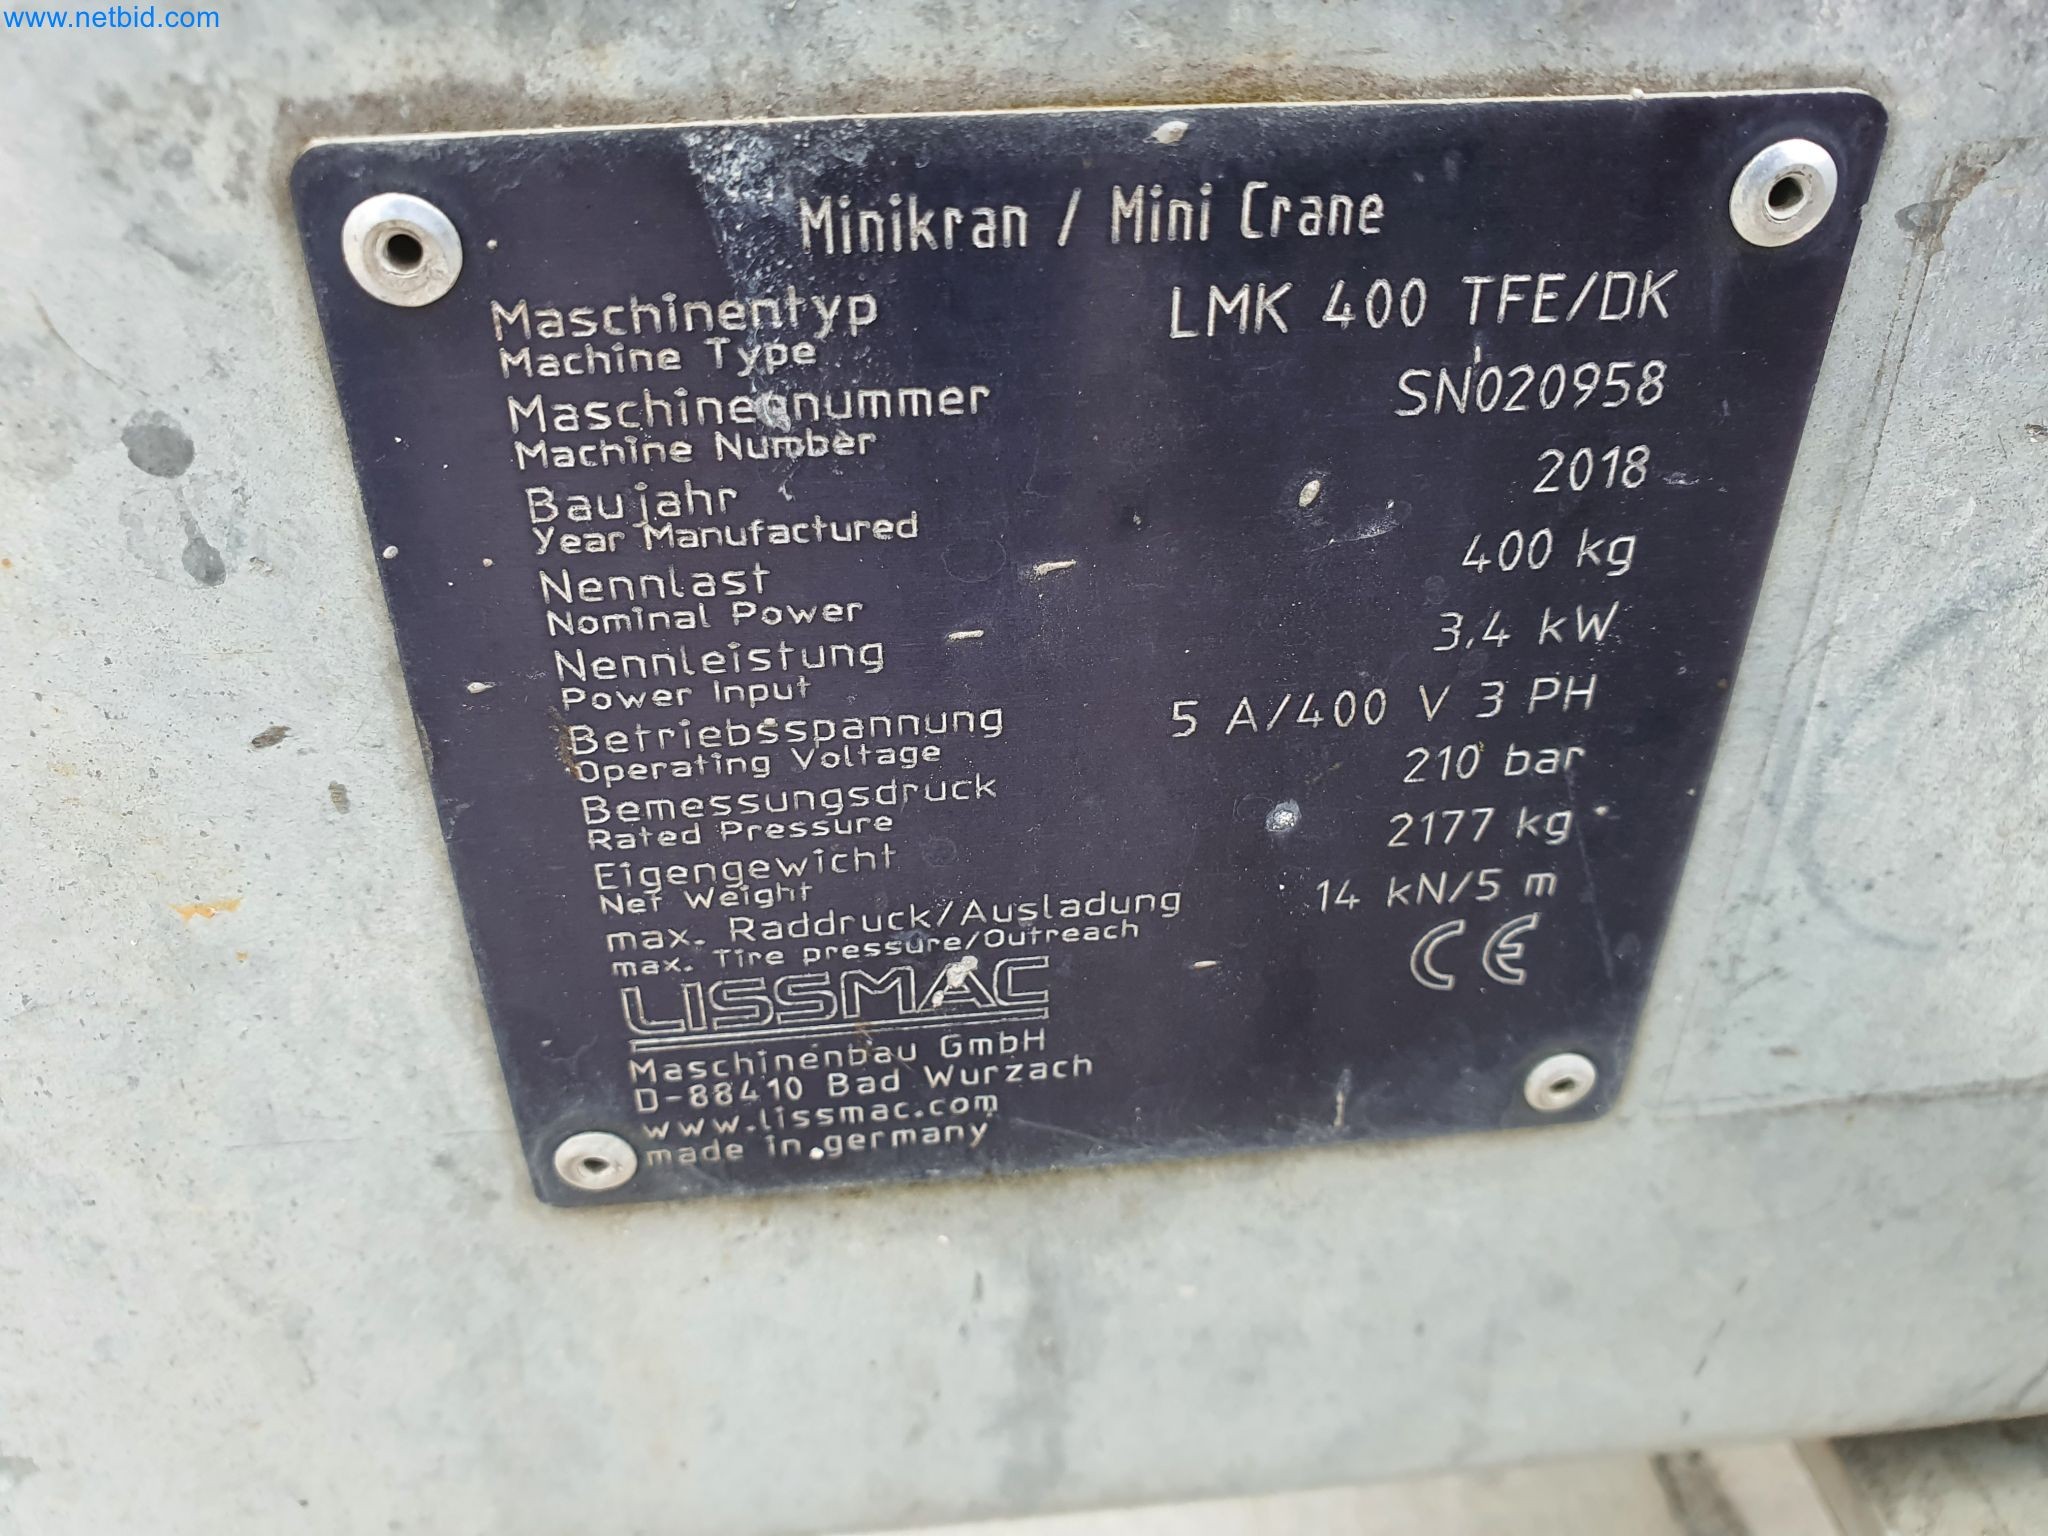 www.netbid.com
Minikran / Mini Crane
Maschinentyp LMK 400 TFE/DK
Machine Type
Maschinennummer SN020958
Machine Number
Baujahr 2018
Year Manufactured
Nennlast 400 kg
Nominal Power
Nennleistung 3,4 kW
Power Input
Betriebsspannung 5 A/400 V 3 PH
Operating Voltage
Bemessungsdruck 210 bar
Rated Pressure
Eigengewicht 2177 kg
Net Weight
max. Raddruck/Ausladung 14 kN/5 m
max. Tire pressure/Outreach
LISSMAC CE
Maschinenbau GmbH
D-88410 Bad Wurzach
www.lissmac.com
made in germany